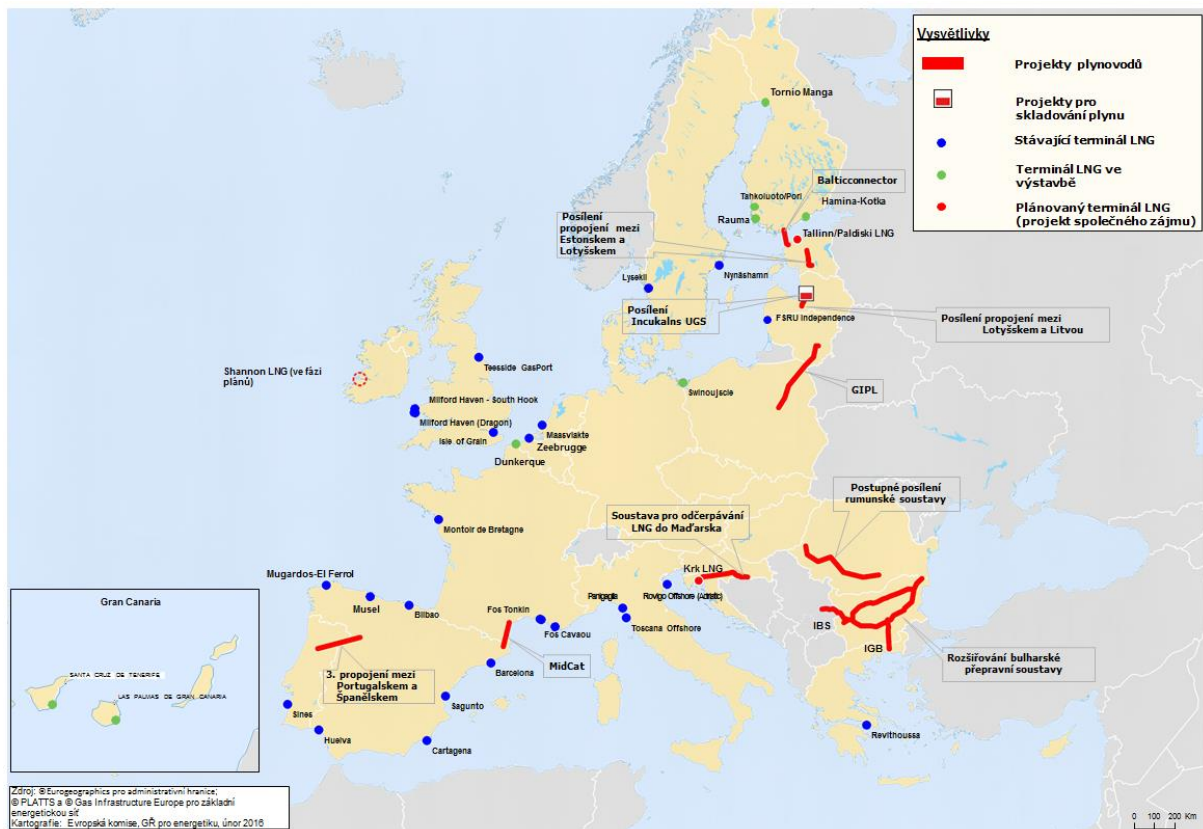 Vysvětlivky
Projekty plynovodů
Projekty pro
skladování plynu
Stávající terminál LNG
Terminál LNG ve
výstavbě
Plánovaný terminál LNG
(projekt společného zájmu)
Tornio Manga
Balticconnector
Tahkoluoto/Pori
Hamina-Kotka
Rauma
Tallinn/Paldiski LNG
Posílení
propojení mezi
Estonskem a
Lotyšskem
Nynäshamn
Lysekil
Posílení
Incukalns UGS
FSRU Independence
Posílení propojení mezi
Lotyšskem a Litvou
Teesside GasPort
Shannon LNG (ve fázi
plánů)
GIPL
Swinoujscie
Milford Haven - South Hook
Milford Haven (Dragon)
Isle of Grain
Maasvlakte
Zeebrugge
Dunkerque
Postupné posílení
rumunské soustavy
Soustava pro odčerpávání
LNG do Maďarska
Montoir de Bretagne
Krk LNG
Mugardos-El Ferrol
Musel
Bilbao
Fos Tonkin
Fos Cavaou
Panigaglia
Rovigo Offshore (Adriatic)
Toscana Offshore
IBS
IGB
Rozšiřování bulharské
přepravní soustavy
MidCat
Barcelona
3. propojení mezi
Portugalskem a
Španělskem
Sagunto
Sines
Huelva
Cartagena
Revithoussa
Gran Canaria
SANTA CRUZ DE TENERIFE
LAS PALMAS DE GRAN CANARIA
Zdroj: ©Eurogeographics pro administrativní hranice;
© PLATTS a © Gas Infrastructure Europe pro základní
energetickou síť
Kartografie: Evropská komise, GŘ pro energetiku, únor 2016
0 100 200 Km